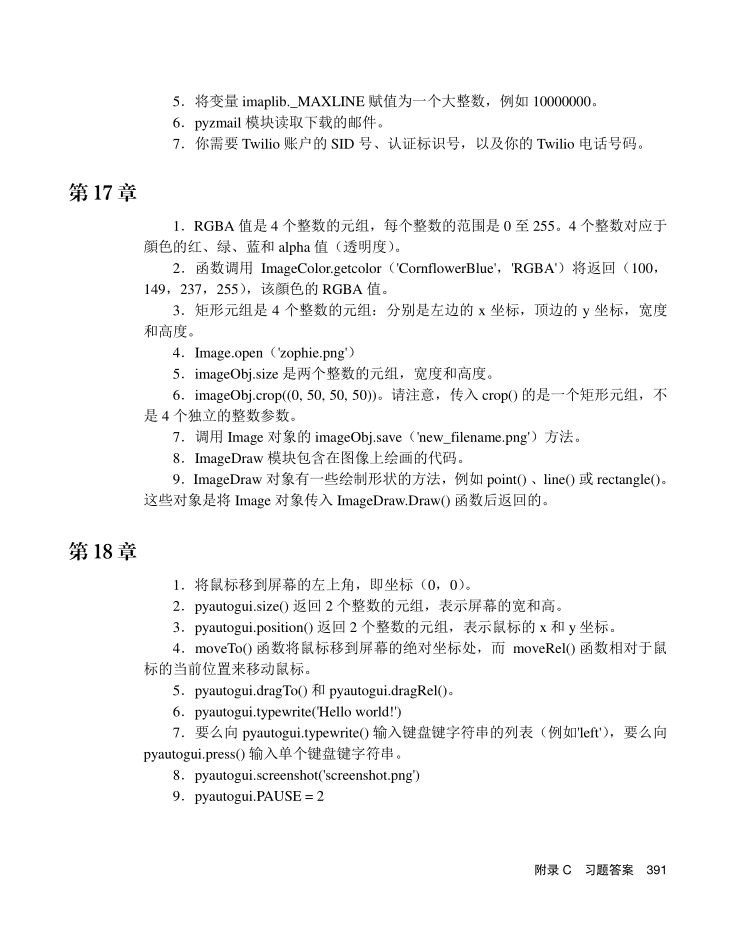 5．将变量 imaplib._MAXLINE 赋值为一个大整数，例如 10000000。
6．pyzmail 模块读取下载的邮件。
7．你需要 Twilio 账户的 SID 号、认证标识号，以及你的 Twilio 电话号码。
第 17 章
1．RGBA 值是 4 个整数的元组，每个整数的范围是 0 至 255。4 个整数对应于
颜色的红、绿、蓝和 alpha 值（透明度）。
2．函数调用 ImageColor.getcolor（'CornflowerBlue'，'RGBA'）将返回（100，
149，237，255），该颜色的 RGBA 值。
3．矩形元组是 4 个整数的元组：分别是左边的 x 坐标，顶边的 y 坐标，宽度
和高度。
4．Image.open（'zophie.png'）
5．imageObj.size 是两个整数的元组，宽度和高度。
6．imageObj.crop((0, 50, 50, 50))。请注意，传入 crop() 的是一个矩形元组，不
是 4 个独立的整数参数。
7．调用 Image 对象的 imageObj.save（'new_filename.png'）方法。
8．ImageDraw 模块包含在图像上绘画的代码。
9．ImageDraw 对象有一些绘制形状的方法，例如 point() 、line() 或 rectangle()。
这些对象是将 Image 对象传入 ImageDraw.Draw() 函数后返回的。
第 18 章
1．将鼠标移到屏幕的左上角，即坐标（0，0）。
2．pyautogui.size() 返回 2 个整数的元组，表示屏幕的宽和高。
3．pyautogui.position() 返回 2 个整数的元组，表示鼠标的 x 和 y 坐标。
4．moveTo() 函数将鼠标移到屏幕的绝对坐标处，而 moveRel() 函数相对于鼠
标的当前位置来移动鼠标。
5．pyautogui.dragTo() 和 pyautogui.dragRel()。
6．pyautogui.typewrite('Hello world!')
7．要么向 pyautogui.typewrite() 输入键盘键字符串的列表（例如'left'），要么向
pyautogui.press() 输入单个键盘键字符串。
8．pyautogui.screenshot('screenshot.png')
9．pyautogui.PAUSE = 2
附录 C 习题答案 391